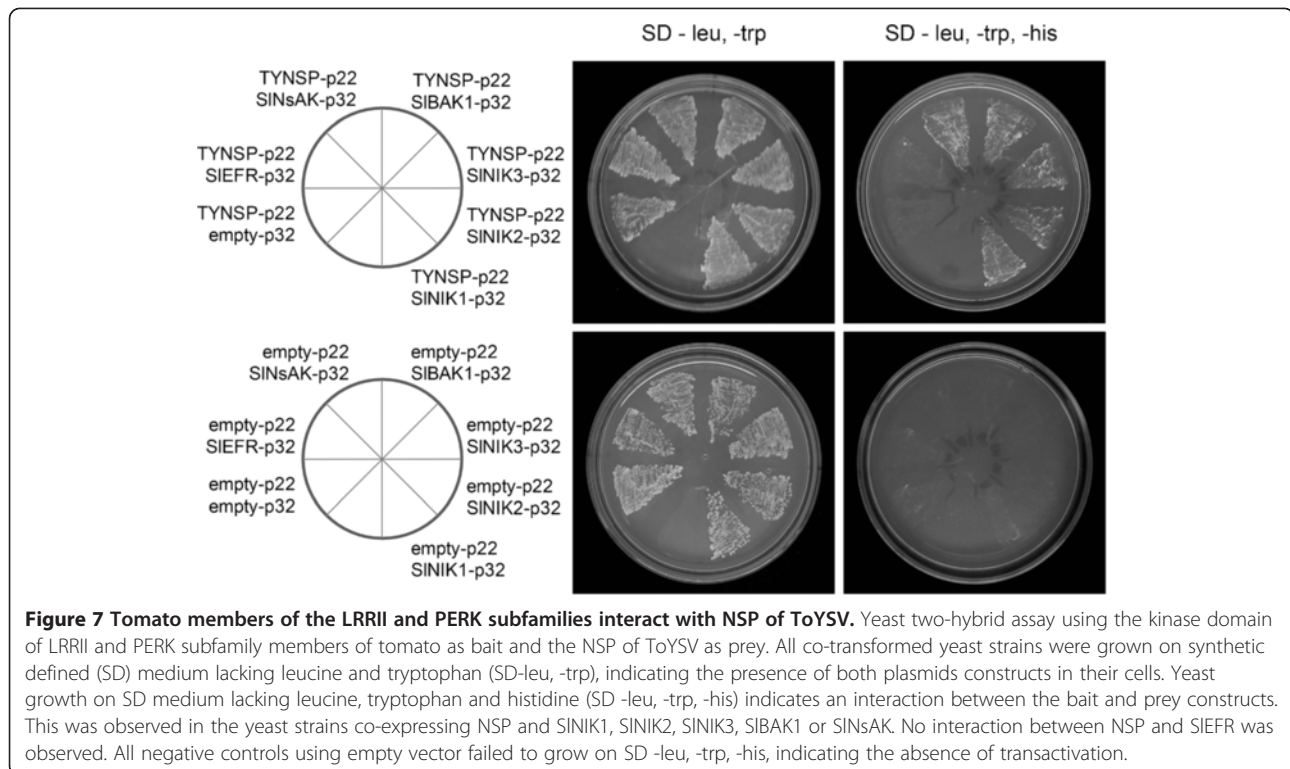 SD - leu, -trp
SD - leu, -trp, -his
TYNSP-p22
SlNsAK-p32
TYNSP-p22
SlBAK1-p32
TYNSP-p22
SlEFR-p32
TYNSP-p22
SlNIK3-p32
TYNSP-p22
empty-p32
TYNSP-p22
SlNIK2-p32
TYNSP-p22
SlNIK1-p32
empty-p22
SlNsAK-p32
empty-p22
SlBAK1-p32
empty-p22
SlEFR-p32
empty-p22
SlNIK3-p32
empty-p22
empty-p32
empty-p22
SlNIK2-p32
empty-p22
SlNIK1-p32
Figure 7 Tomato members of the LRRII and PERK subfamilies interact with NSP of ToYSV. Yeast two-hybrid assay using the kinase domain
of LRRII and PERK subfamily members of tomato as bait and the NSP of ToYSV as prey. All co-transformed yeast strains were grown on synthetic
defined (SD) medium lacking leucine and tryptophan (SD-leu, -trp), indicating the presence of both plasmids constructs in their cells. Yeast
growth on SD medium lacking leucine, tryptophan and histidine (SD -leu, -trp, -his) indicates an interaction between the bait and prey constructs.
This was observed in the yeast strains co-expressing NSP and SlNIK1, SlNIK2, SlNIK3, SlBAK1 or SlNsAK. No interaction between NSP and SlEFR was
observed. All negative controls using empty vector failed to grow on SD -leu, -trp, -his, indicating the absence of transactivation.